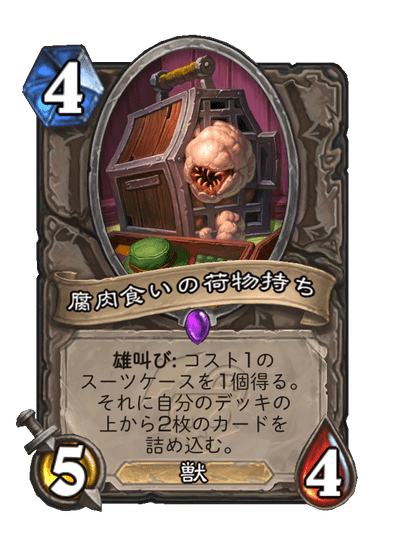 4
腐肉食いの荷物持ち
雄叫び: コスト1の
スーツケースを1個得る。
それに自分のデッキの
上から2枚のカードを
詰め込む。
5
獣
4